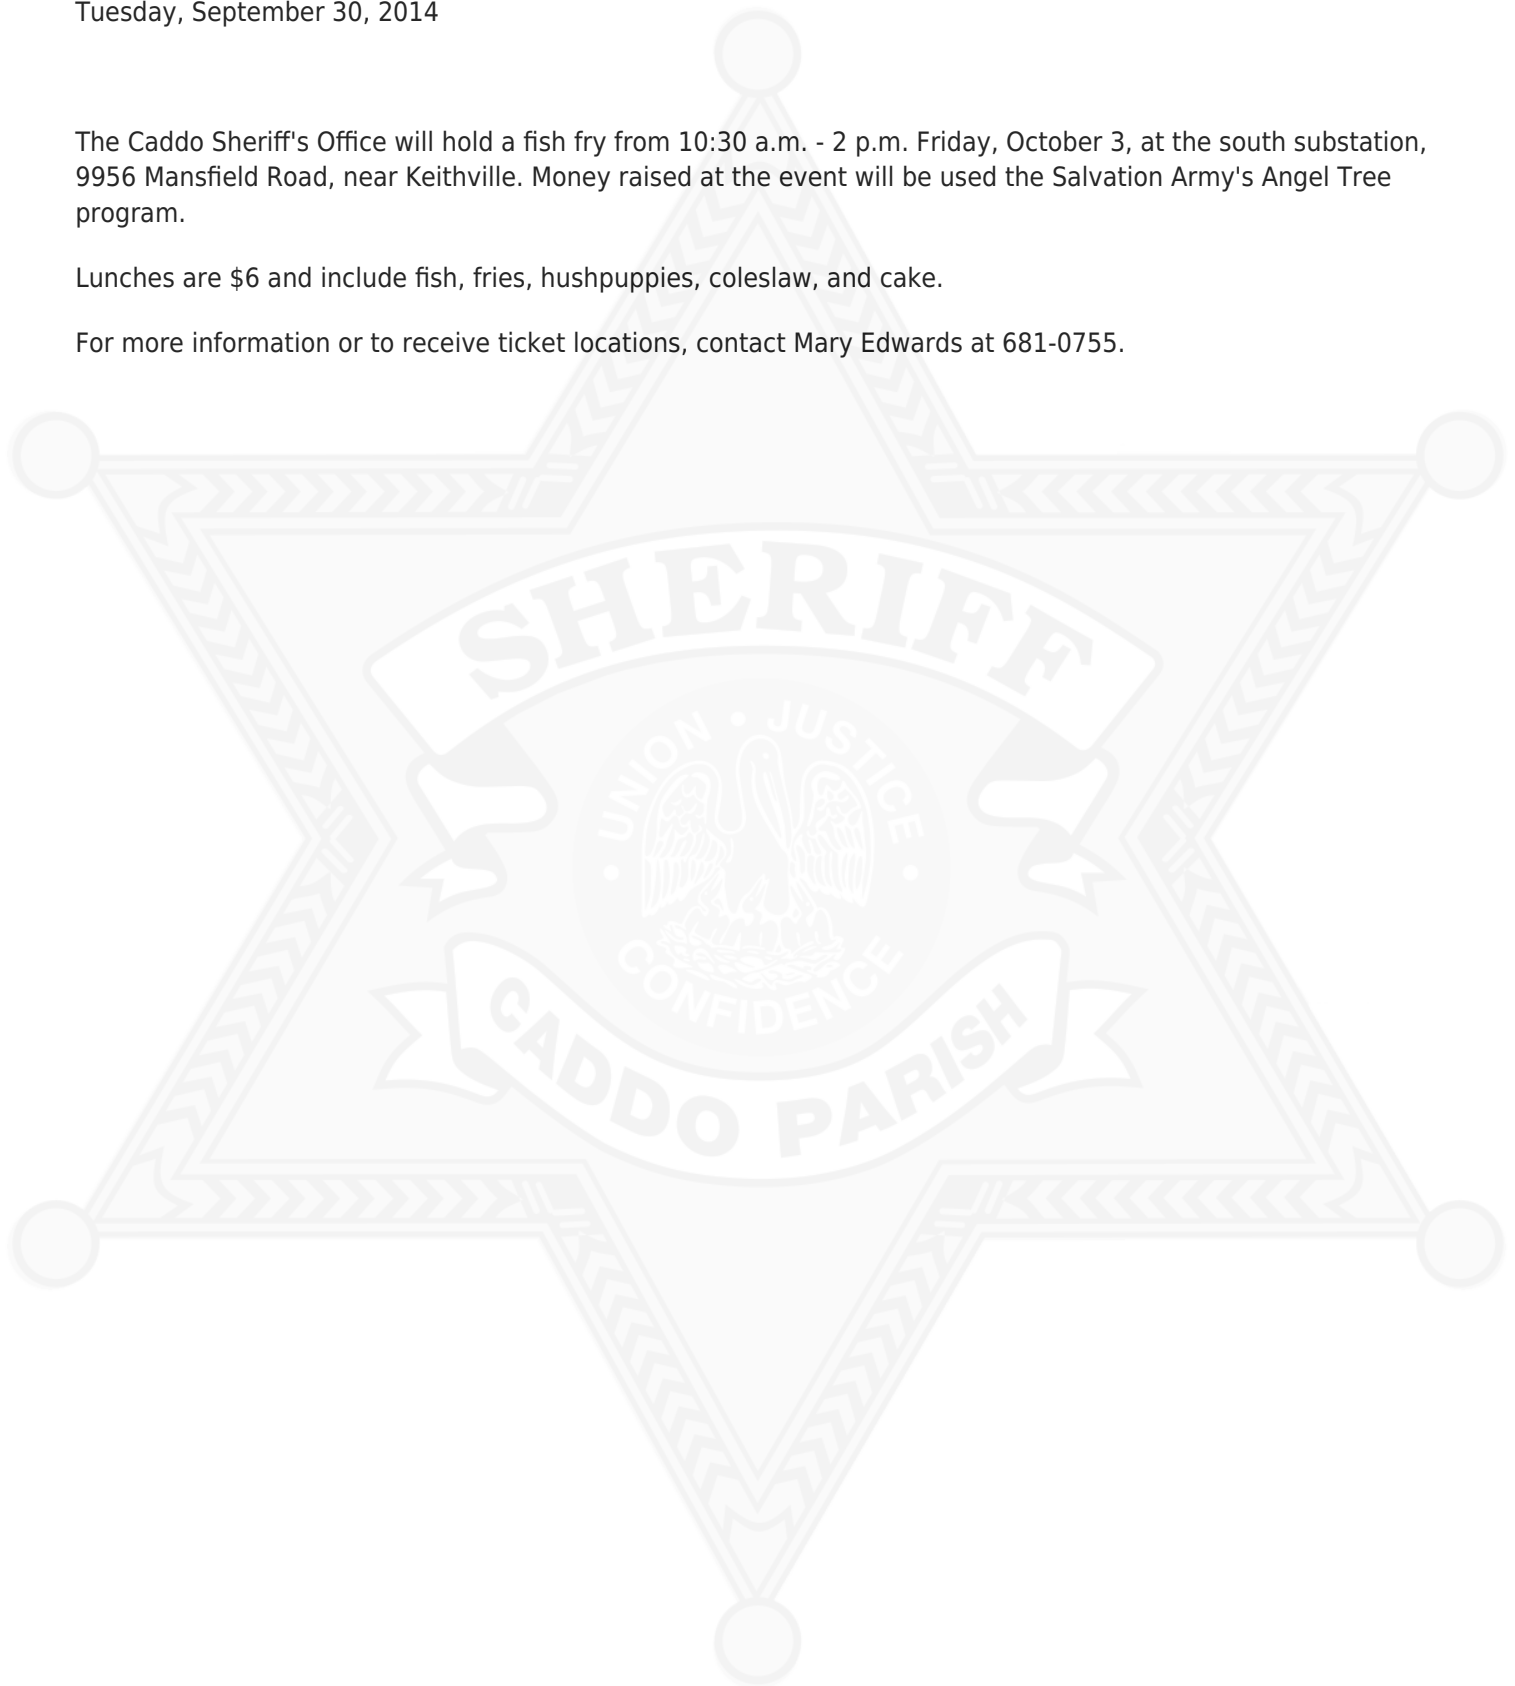 Tuesday, September 30, 2014
The Caddo Sheriff's Office will hold a fish fry from 10:30 a.m. - 2 p.m. Friday, October 3, at the south substation,
9956 Mansfield Road, near Keithville. Money raised at the event will be used the Salvation Army's Angel Tree
program.
Lunches are $6 and include fish, fries, hushpuppies, coleslaw, and cake.
For more information or to receive ticket locations, contact Mary Edwards at 681-0755.
SHERIFF
UNION • JUSTICE
• CONFIDENCE •
CADDO PARISH